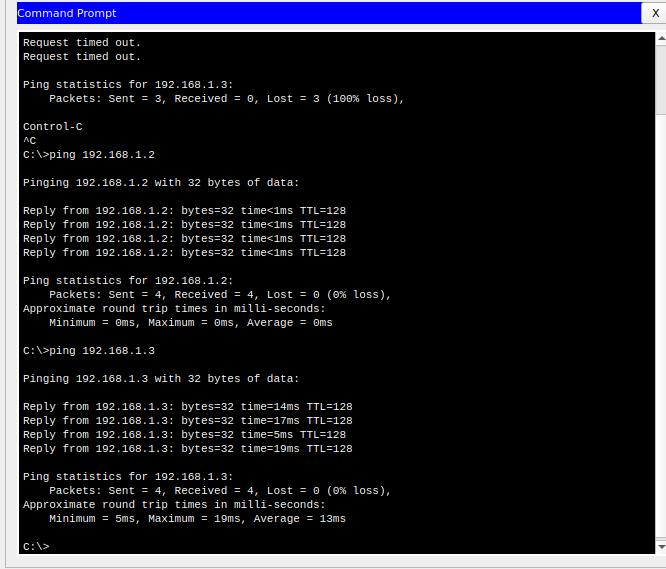 Command Prompt
X
Request timed out.
Request timed out.
Ping statistics for 192.168.1.3:
Packets: Sent = 3, Received = 0, Lost = 3 (100% loss),
Control-C
^C
C:\>ping 192.168.1.2
Pinging 192.168.1.2 with 32 bytes of data:
Reply from 192.168.1.2: bytes=32 time<1ms TTL=128
Reply from 192.168.1.2: bytes=32 time<1ms TTL=128
Reply from 192.168.1.2: bytes=32 time<1ms TTL=128
Reply from 192.168.1.2: bytes=32 time<1ms TTL=128
Ping statistics for 192.168.1.2:
Packets: Sent = 4, Received = 4, Lost = 0 (0% loss),
Approximate round trip times in milli-seconds:
Minimum = 0ms, Maximum = 0ms, Average = 0ms
C:\>ping 192.168.1.3
Pinging 192.168.1.3 with 32 bytes of data:
Reply from 192.168.1.3: bytes=32 time=14ms TTL=128
Reply from 192.168.1.3: bytes=32 time=17ms TTL=128
Reply from 192.168.1.3: bytes=32 time=5ms TTL=128
Reply from 192.168.1.3: bytes=32 time=19ms TTL=128
Ping statistics for 192.168.1.3:
Packets: Sent = 4, Received = 4, Lost = 0 (0% loss),
Approximate round trip times in milli-seconds:
Minimum = 5ms, Maximum = 19ms, Average = 13ms
C:\>